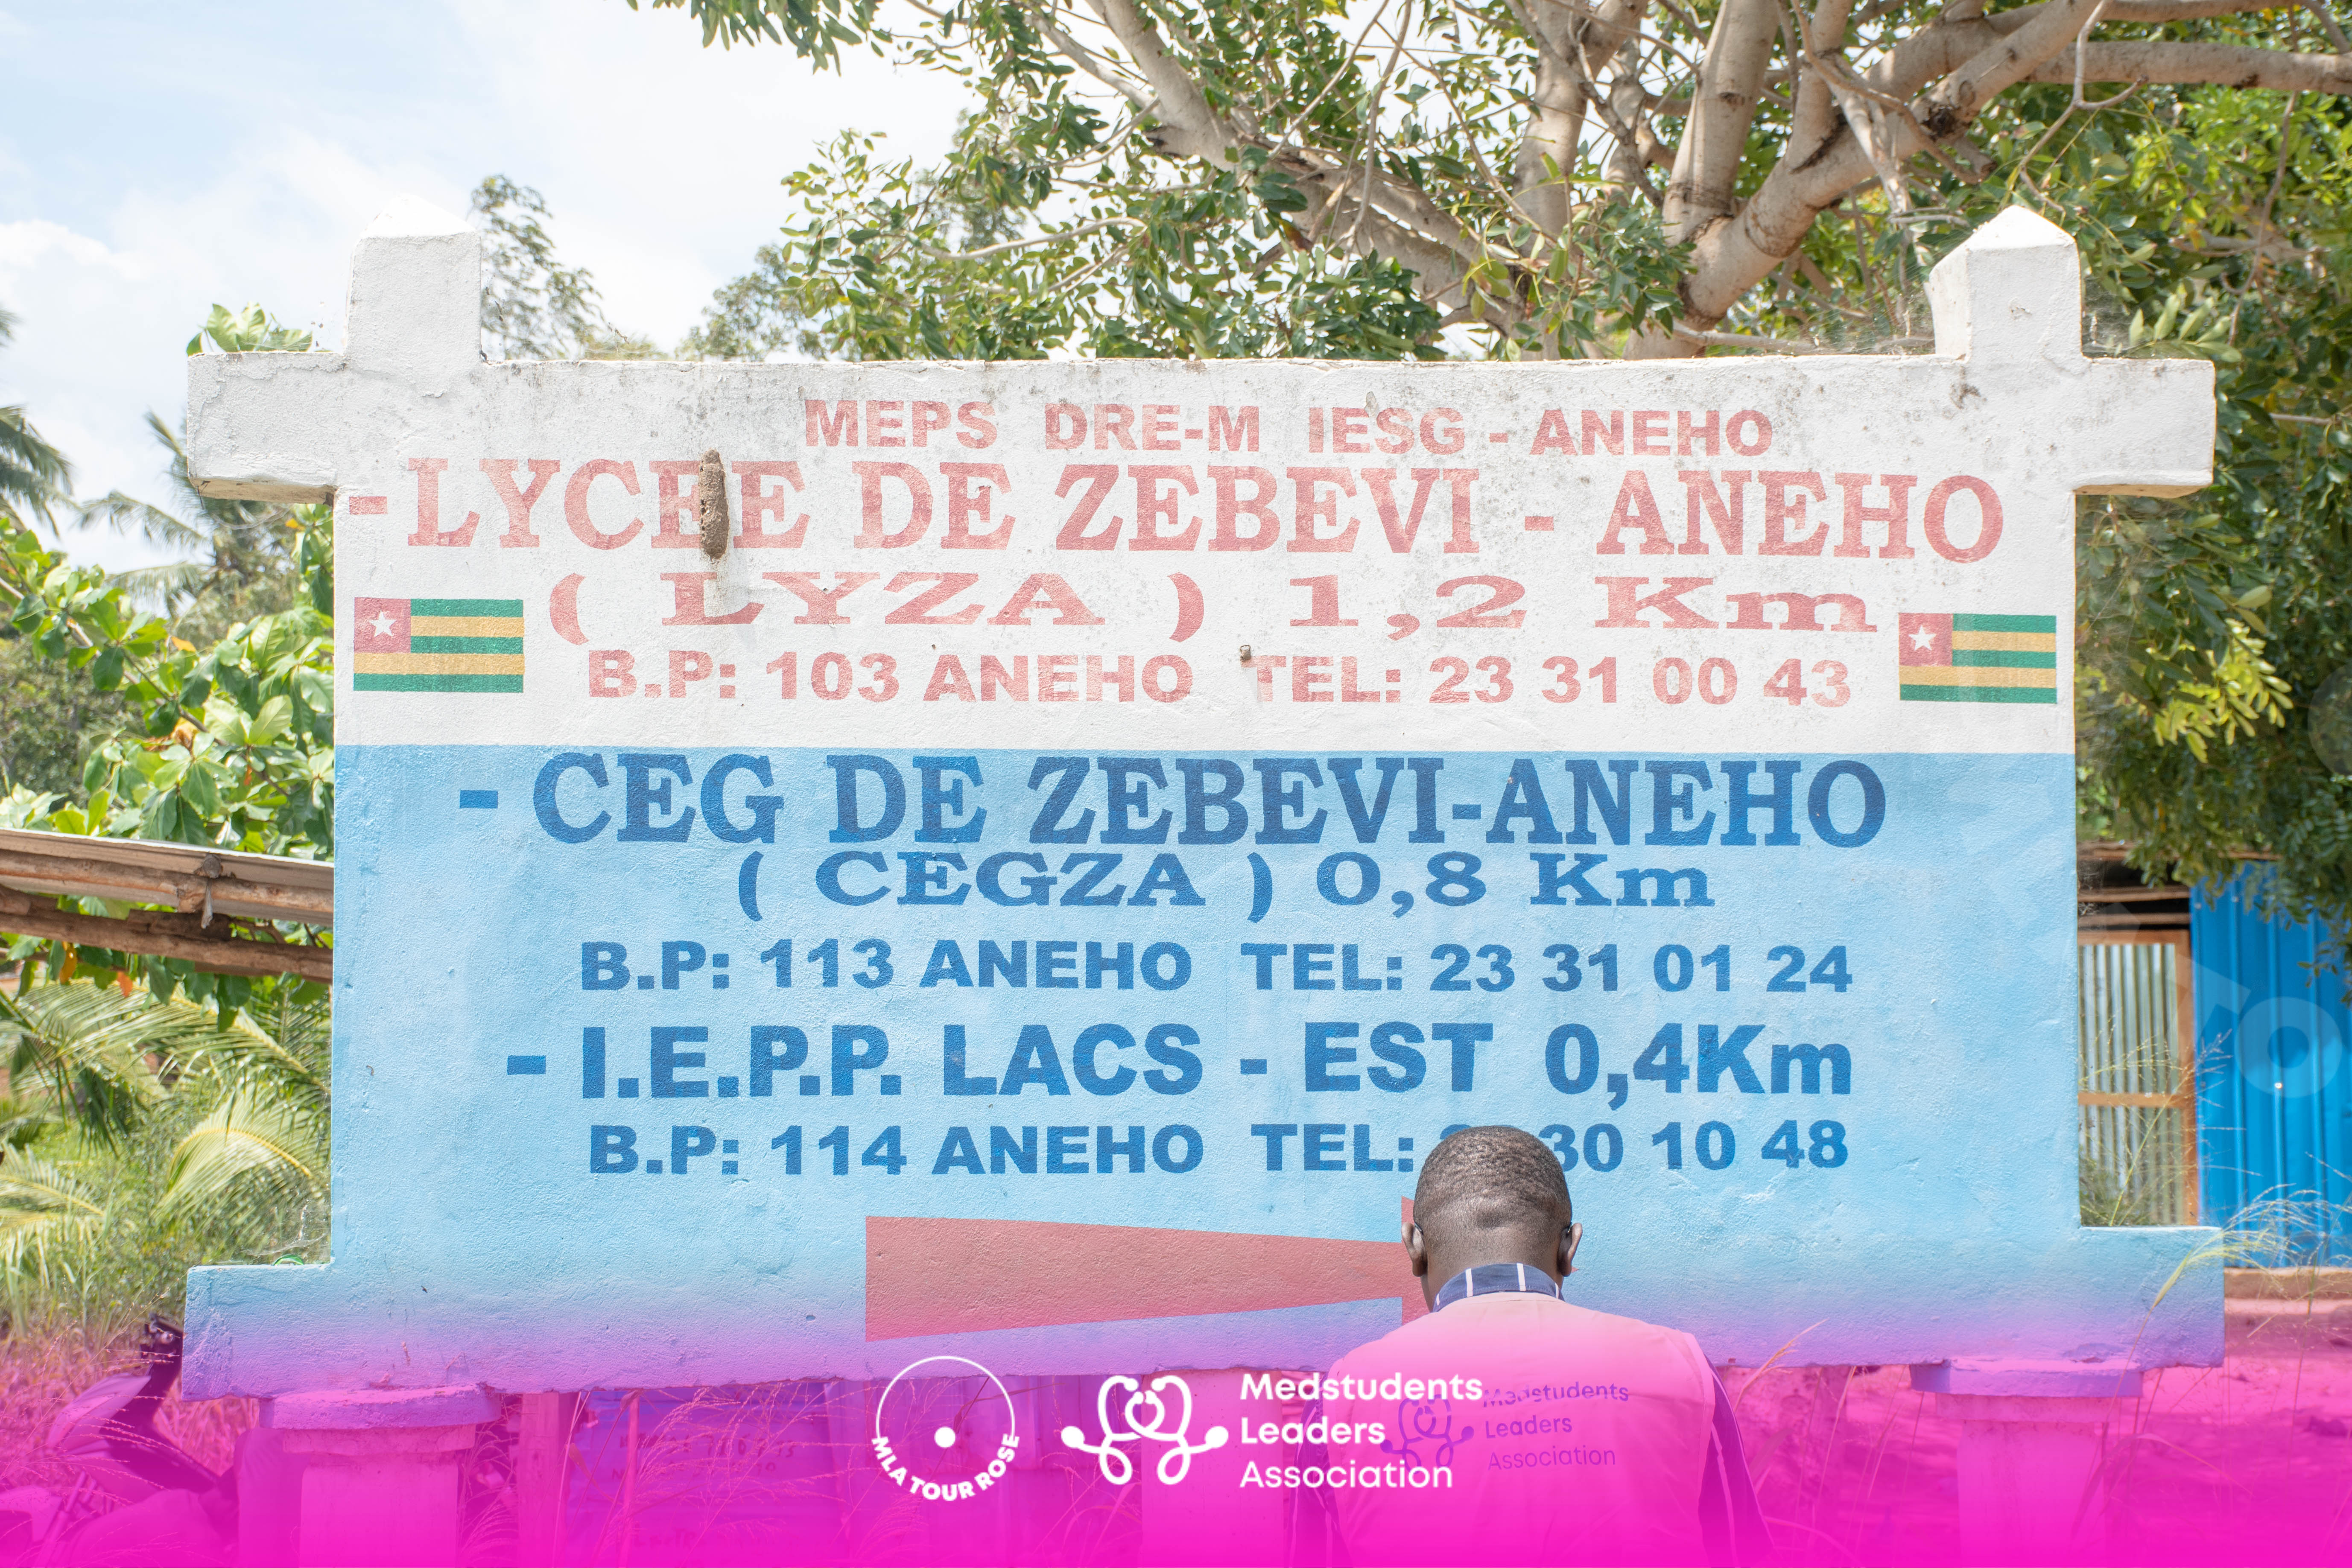 MEPS DRE-M IESG - ANEHO
-LYCEE DE ZEBEVI - ANEHO
( LYZA ) 1,2 Km
B.P: 103 ANEHO TEL: 23 31 00 43
- CEG DE ZEBEVI-ANEHO
( CEGZA ) 0,8 Km
B.P: 113 ANEHO TEL: 23 31 01 24
- I.E.P.P. LACS - EST 0,4Km
B.P: 114 ANEHO TEL: 30 10 48
MLA TOUR ROSE
Medstudents
Leaders
Association
Medstudents
Leaders
Association